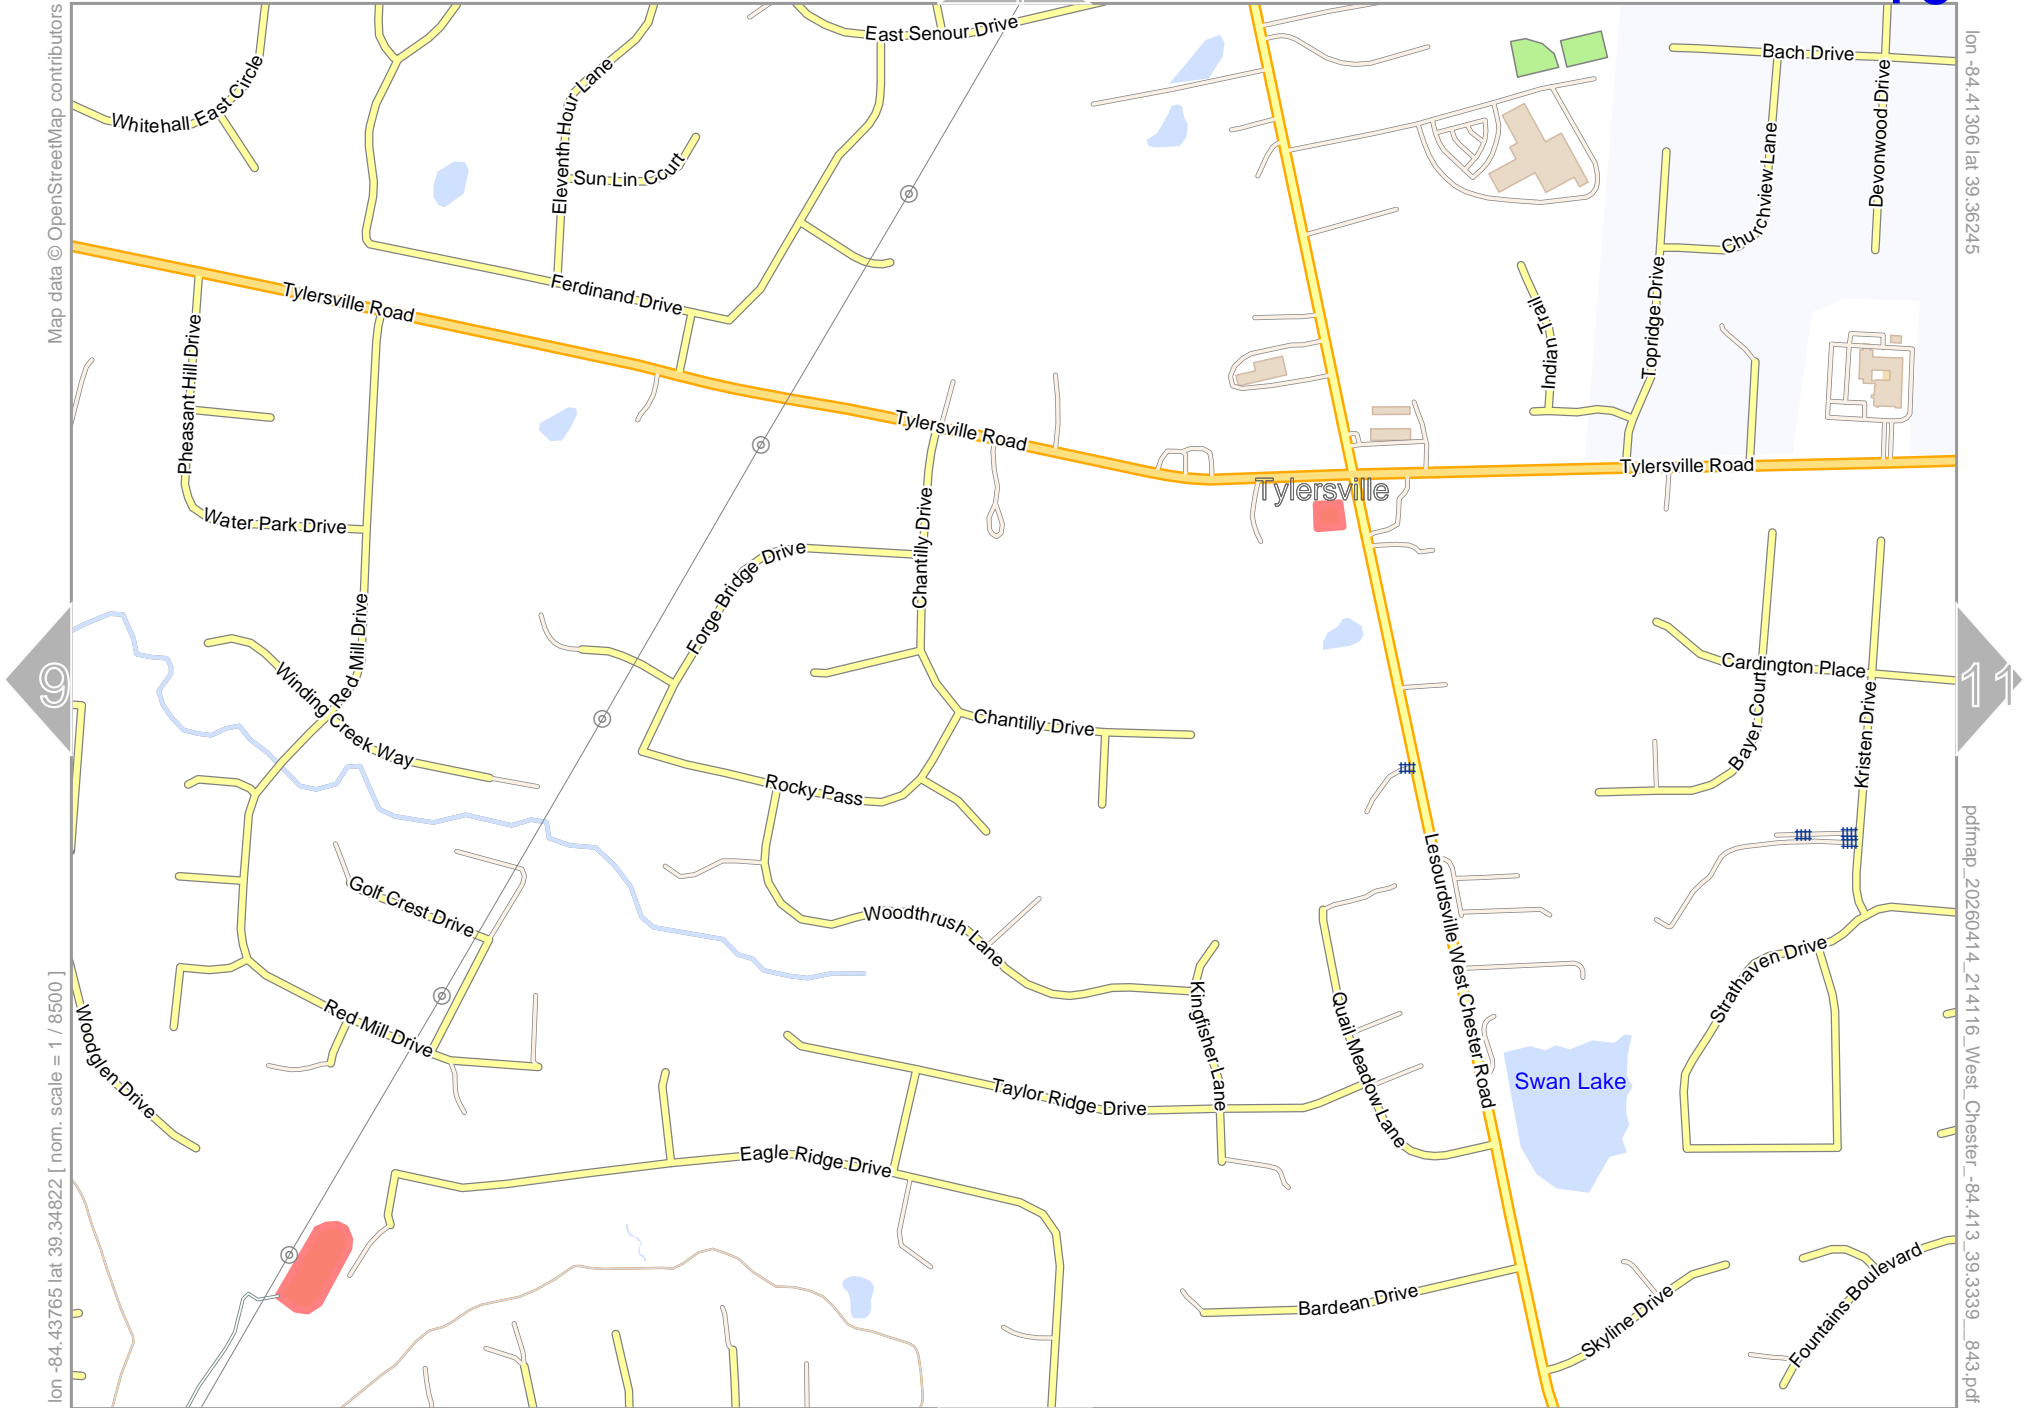 East Senour Drive
Bach Drive
Whitehall East Circle
Eleventh Hour Lane
Sun Lin Court
Churchview Lane
Devonwood Drive
Ferdinand Drive
Tylersville Road
Pheasant Hill Drive
Indian Trail
Topridge Drive
Tylersville Road
Tylersville Road
Tylersville
Water Park Drive
Chantilly Drive
Forge Bridge Drive
Red Mill Drive
Winding Creek Way
Chantilly Drive
Rocky Pass
Cardington Place
Bayer Court
Kristen Drive
9
11
Golf Crest Drive
Woodthrush Lane
Lesourdsville West Chester Road
Strathaven Drive
Red Mill Drive
Woodglen Drive
Kingfisher Lane
Quail Meadow Lane
Taylor Ridge Drive
Swan Lake
Eagle Ridge Drive
Bardean Drive
Skyline Drive
Fountains Boulevard
Map data © OpenStreetMap contributors
lon -84.43765 lat 39.34822 [ nom. scale = 1 / 8500 ]
lon -84.41306 lat 39.36245
pdfmap_20260414_214116_West_Chester_-84.413_39.3339__843.pdf